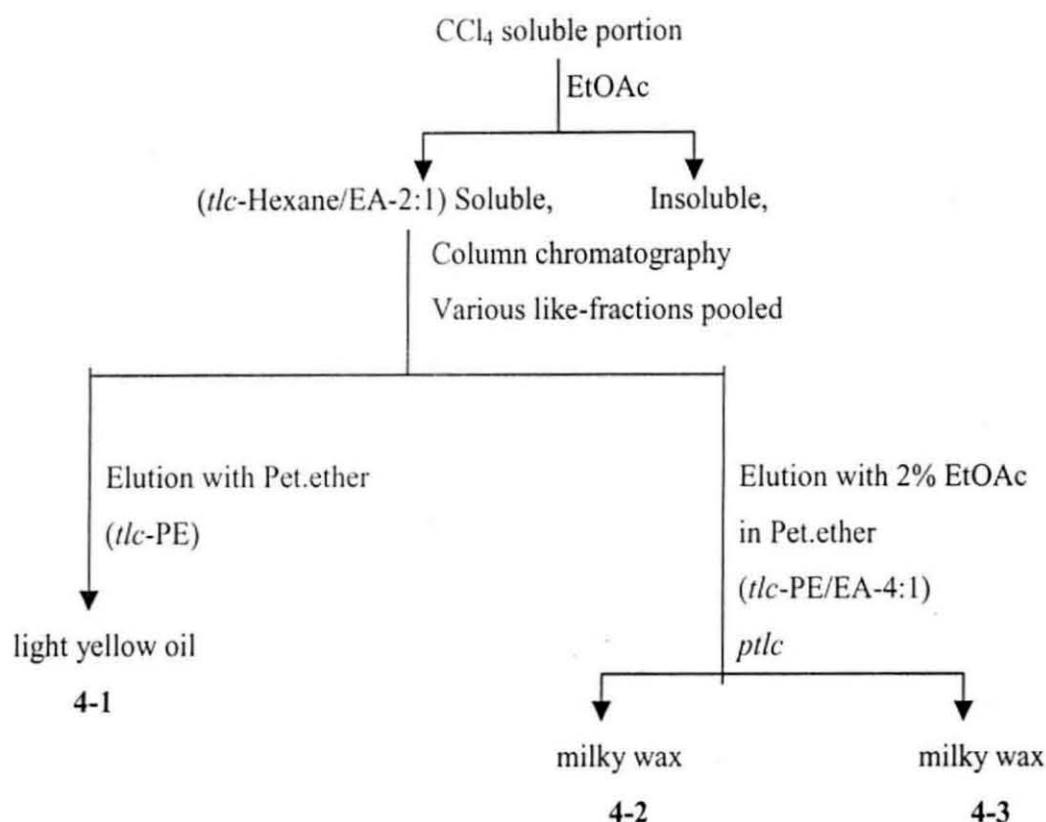 CCl₄ soluble portion
EtOAc
(tlc-Hexane/EA-2:1) Soluble, Insoluble,
Column chromatography
Various like-fractions pooled
Elution with Pet.ether
(tlc-PE)
light yellow oil
4-1
Elution with 2% EtOAc
in Pet.ether
(tlc-PE/EA-4:1)
ptlc
milky wax
4-2
milky wax
4-3